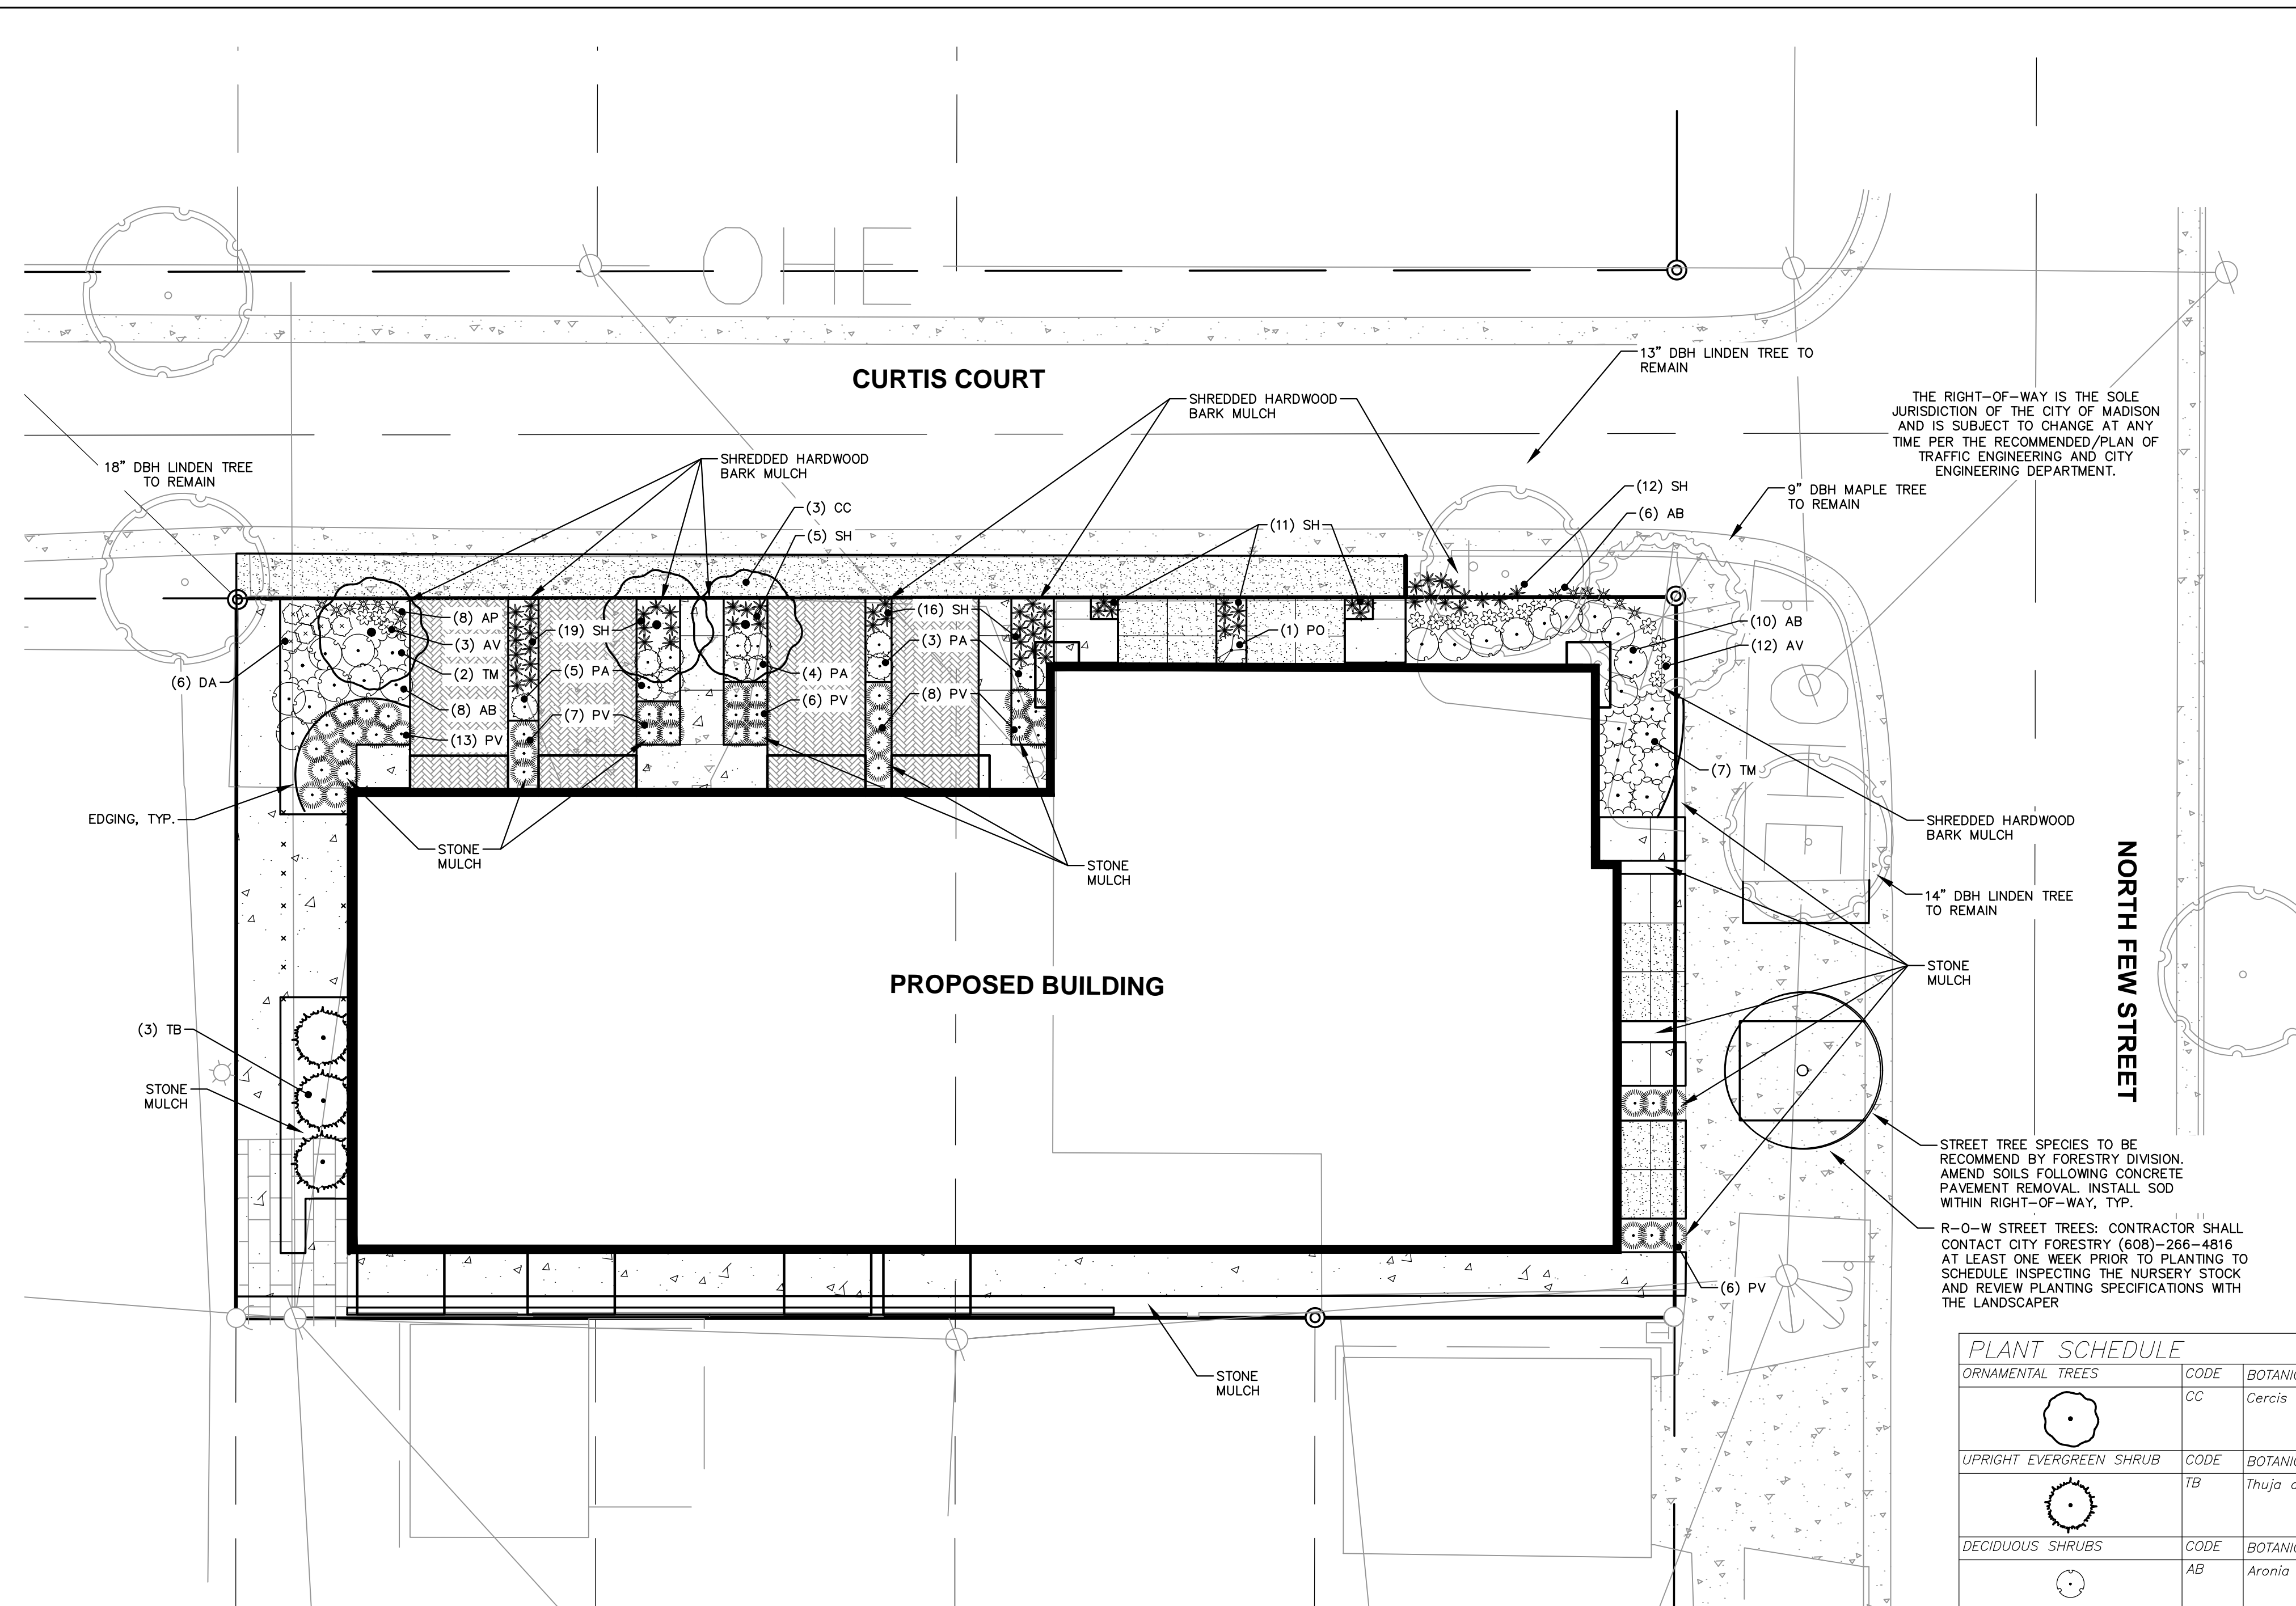 OHE
CURTIS COURT
13" DBH LINDEN TREE TO
REMAIN
SHREDDED HARDWOOD
BARK MULCH
THE RIGHT-OF-WAY IS THE SOLE
JURISDICTION OF THE CITY OF MADISON
AND IS SUBJECT TO CHANGE AT ANY
TIME PER THE RECOMMENDED/PLAN OF
TRAFFIC ENGINEERING AND CITY
ENGINEERING DEPARTMENT.
18" DBH LINDEN TREE
TO REMAIN
SHREDDED HARDWOOD
BARK MULCH
(3) CC
(5) SH
(11) SH
(12) SH
(6) AB
9" DBH MAPLE TREE
TO REMAIN
(8) AP
(3) AV
(2) TM
(8) AB
(13) PV
(6) DA
(19) SH
(5) PA
(7) PV
(4) PA
(6) PV
(16) SH
(3) PA
(8) PV
(1) PO
(10) AB
(12) AV
(7) TM
EDGING, TYP.
STONE
MULCH
STONE
MULCH
SHREDDED HARDWOOD
BARK MULCH
14" DBH LINDEN TREE
TO REMAIN
NORTH FEW STREET
STONE
MULCH
PROPOSED BUILDING
(3) TB
STONE
MULCH
STREET TREE SPECIES TO BE
RECOMMEND BY FORESTRY DIVISION.
AMEND SOILS FOLLOWING CONCRETE
PAVEMENT REMOVAL. INSTALL SOD
WITHIN RIGHT-OF-WAY, TYP.
R-O-W STREET TREES: CONTRACTOR SHALL
CONTACT CITY FORESTRY (608)-266-4816
AT LEAST ONE WEEK PRIOR TO PLANTING TO
SCHEDULE INSPECTING THE NURSERY STOCK
AND REVIEW PLANTING SPECIFICATIONS WITH
THE LANDSCAPER
(6) PV
STONE
MULCH
PLANT SCHEDULE
ORNAMENTAL TREES CODE BOTANI
CC Cercis
UPRIGHT EVERGREEN SHRUB CODE BOTANI
TB Thuja
DECIDUOUS SHRUBS CODE BOTANI
AB Aronia